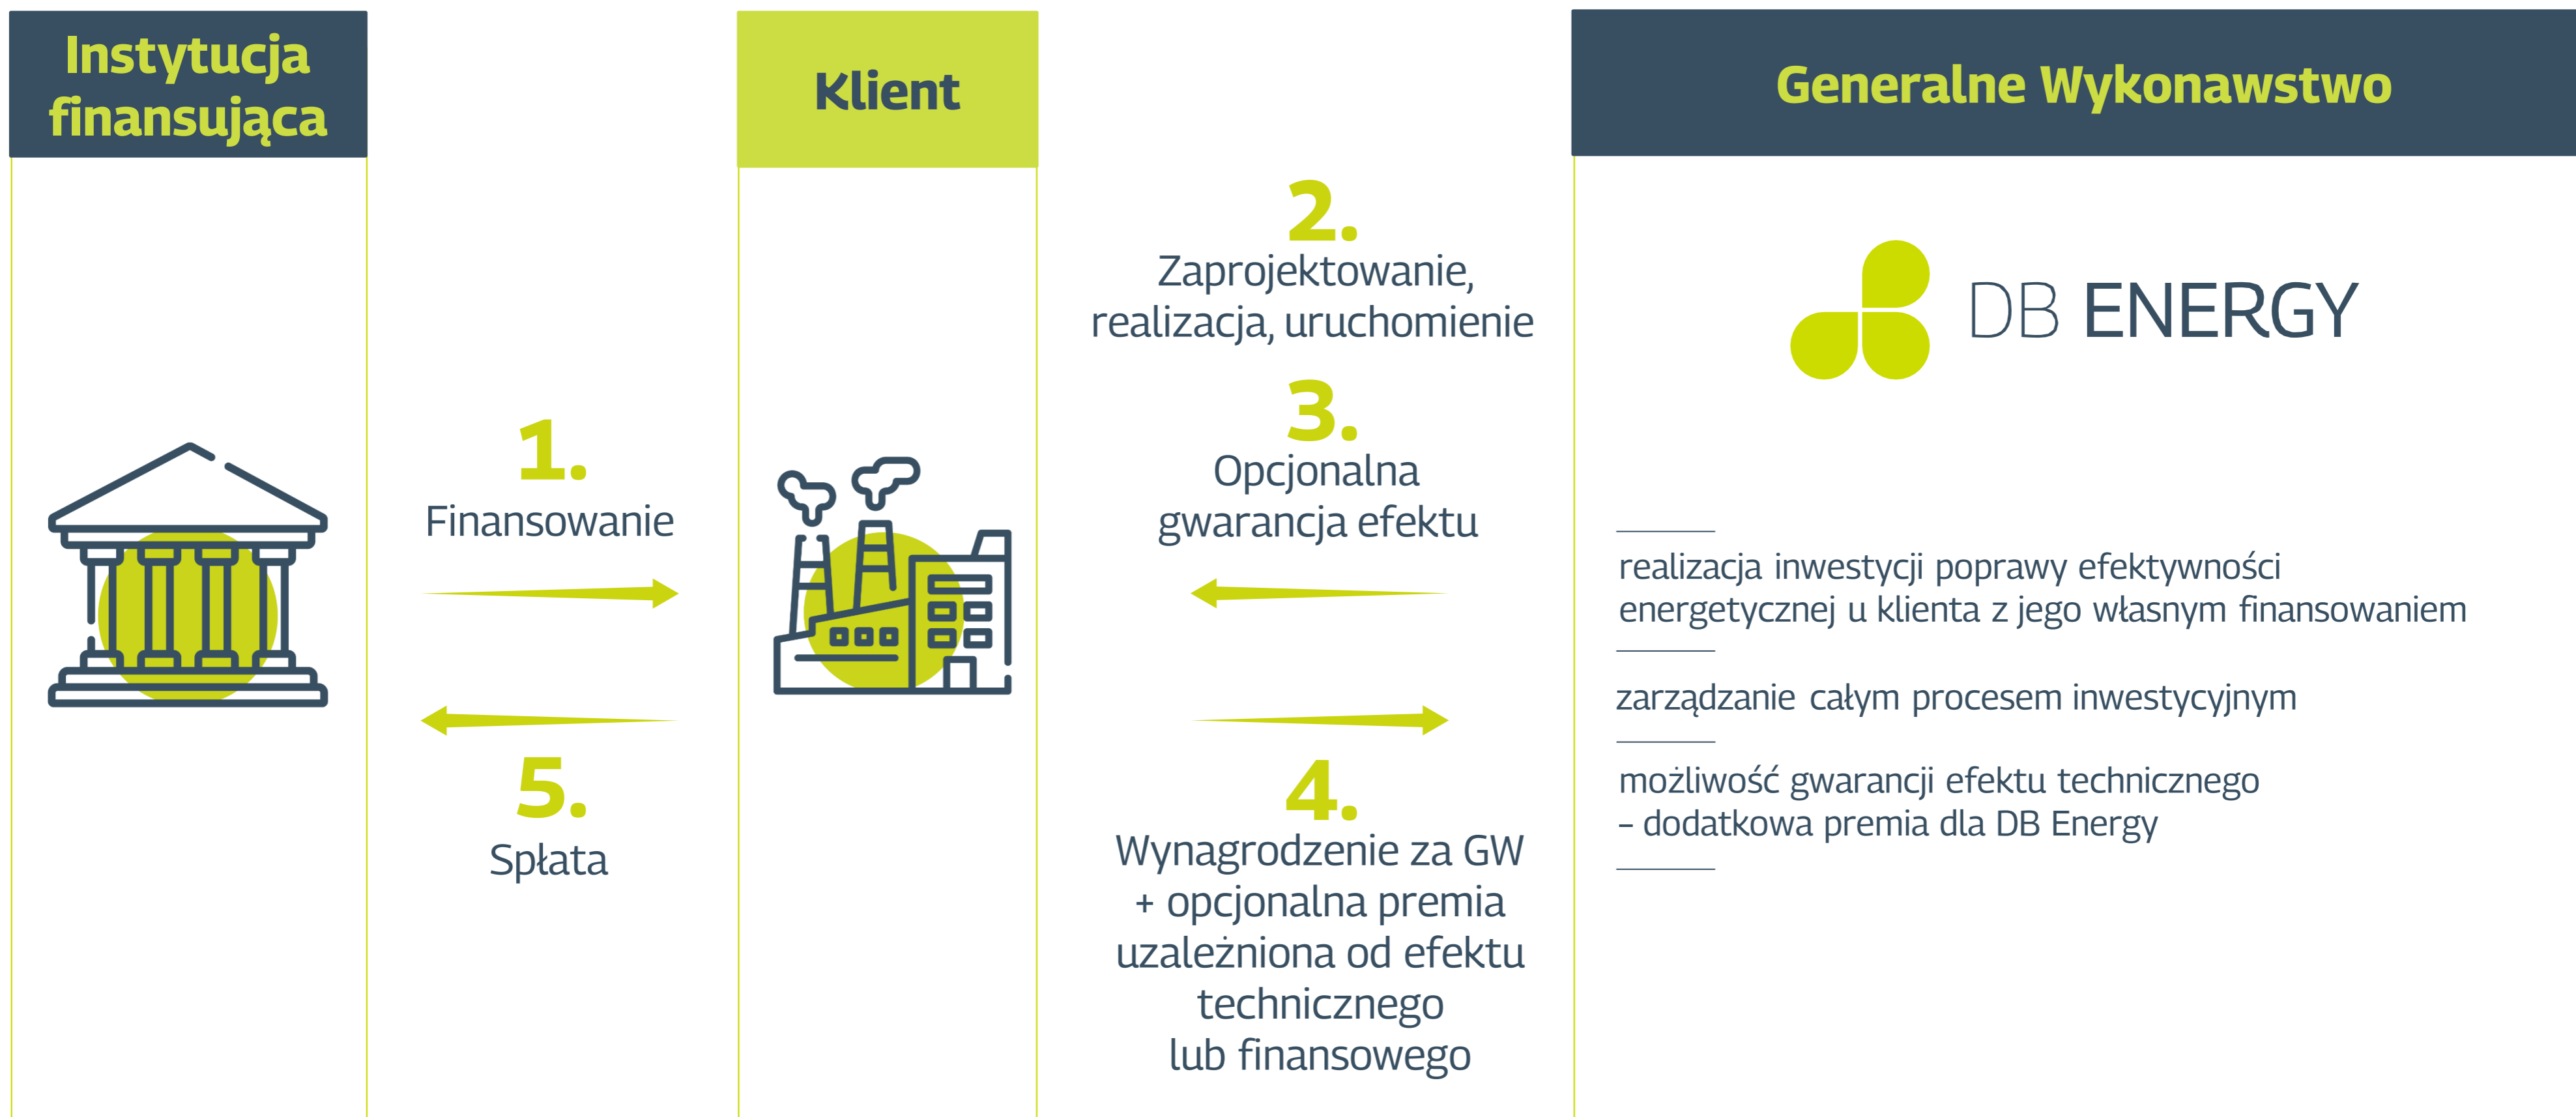 Instytucja
finansująca
Klient
Generalne Wykonawstwo
1.
Finansowanie
5.
Spłata
2.
Zaprojektowanie,
realizacja, uruchomienie
3.
Opcjonalna
gwarancja efektu
4.
Wynagrodzenie za GW
+ opcjonalna premia
uzależniona od efektu
technicznego
lub finansowego
DB ENERGY
realizacja inwestycji poprawy efektywności
energetycznej u klienta z jego własnym finansowaniem
zarządzanie całym procesem inwestycyjnym
możliwość gwarancji efektu technicznego
– dodatkowa premia dla DB Energy